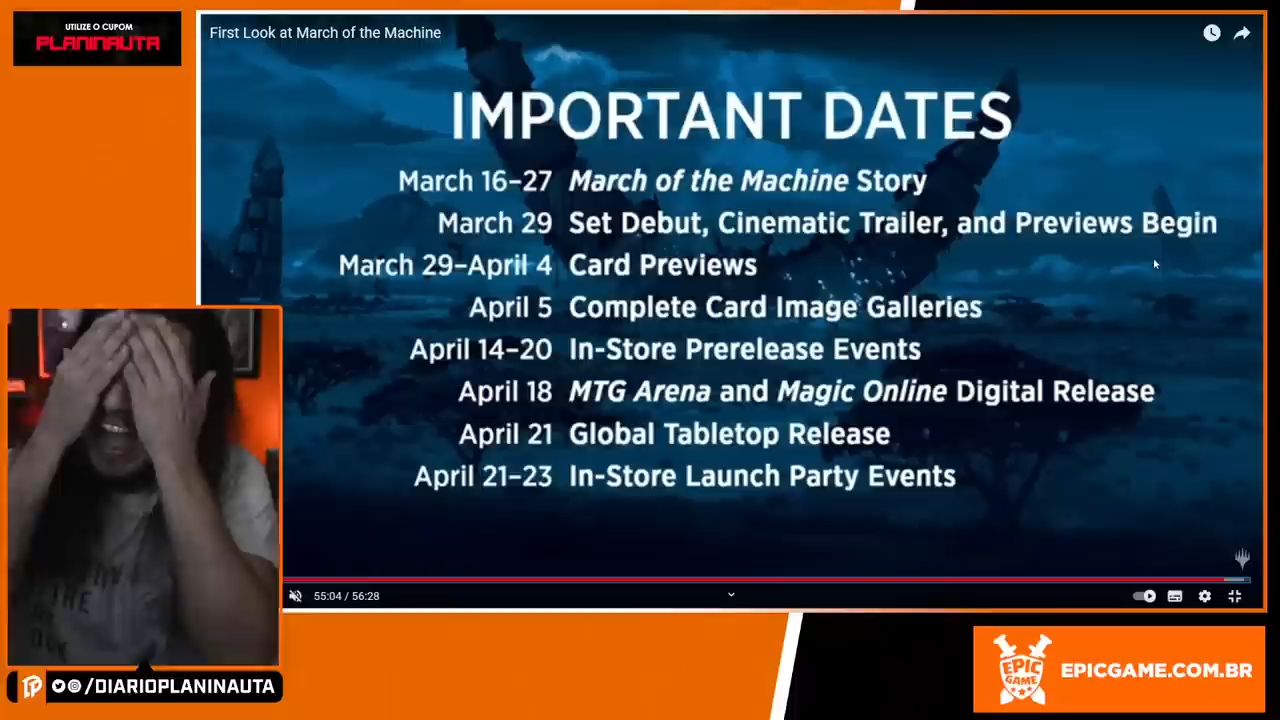 UTILIZE O CUPOM
PLANINAUTA
First Look at March of the Machine
IMPORTANT DATES
March 16–27 March of the Machine Story
March 29 Set Debut, Cinematic Trailer, and Previews Begin
March 29–April 4 Card Previews
April 5 Complete Card Image Galleries
April 14–20 In-Store Prerelease Events
April 18 MTG Arena and Magic Online Digital Release
April 21 Global Tabletop Release
April 21–23 In-Store Launch Party Events
55:04 / 56:28
/DIARIOPLANINAUTA
EPIC
GAME
EPICGAME.COM.BR